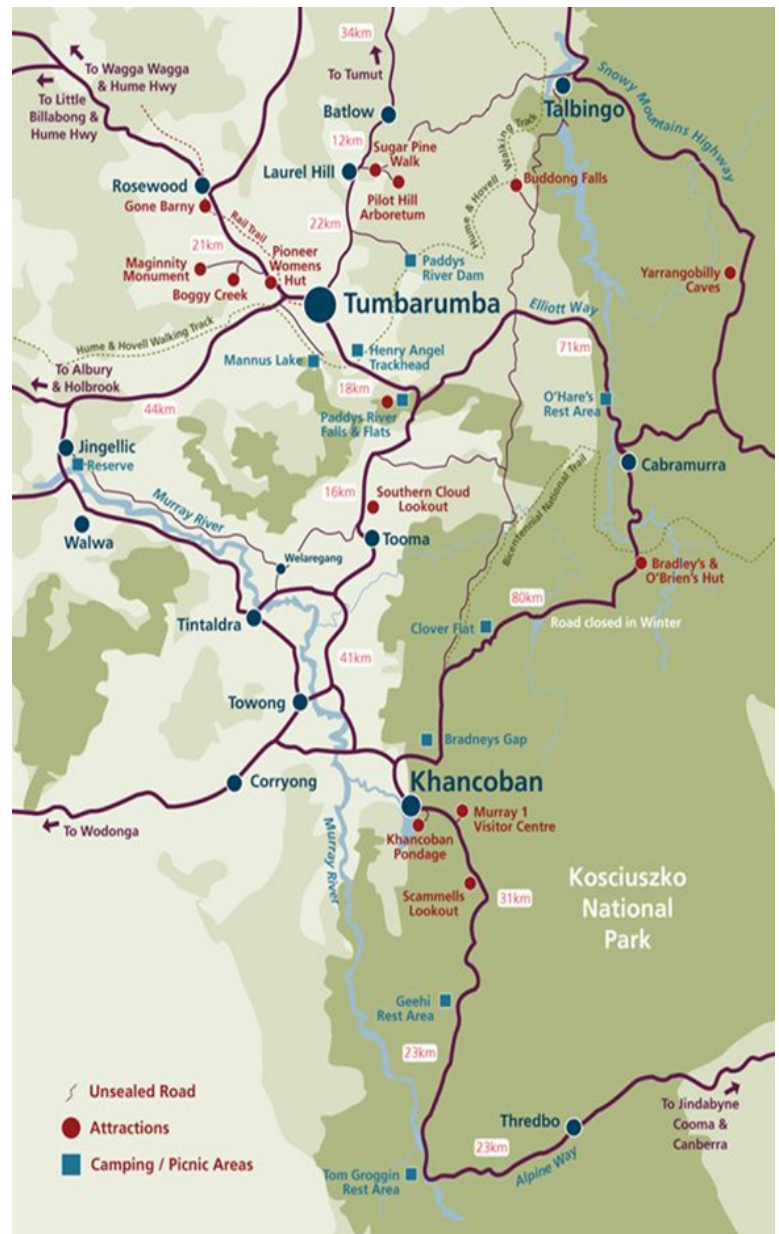 34km
To Wagga Wagga
& Hume Hwy
To Tumut
To Little
Billabong &
Hume Hwy
Batlow
Talbingo
Snowy Mountains Highway
12km
Sugar Pine
Walk
Laurel Hill
Pilot Hill
Arboretum
Hume & Hovell Walking Track
Buddong Falls
Rosewood
Gone Barny
Rail Trail
22km
21km
Maginnity
Monument
Boggy Creek
Pioneer
Womens
Hut
Paddys
River Dam
Yarrangobilly
Caves
Tumbarumba
Elliott Way
Hume & Hovell Walking Track
Mannus Lake
Henry Angel
Trackhead
71km
To Albury
& Holbrook
18km
O'Hare's
Rest Area
44km
Paddys River
Falls & Flats
Jingellic
Reserve
Cabramurra
Murray River
16km
Southern Cloud
Lookout
Bicentennial National Trail
Walwa
Tooma
Welaregang
Bradley's &
O'Brien's Hut
80km
Tintaldra
Clover Flat
Road closed in Winter
41km
Towong
Bradneys Gap
Corryong
Khancoban
To Wodonga
Murray River
Khancoban
Pondage
Murray 1
Visitor Centre
Scammells
Lookout
31km
Kosciuszko
National
Park
Geehi
Rest Area
23km
Unsealed Road
Attractions
Camping / Picnic Areas
Thredbo
To Jindabyne
Cooma &
Canberra
23km
Alpine Way
Tom Groggin
Rest Area